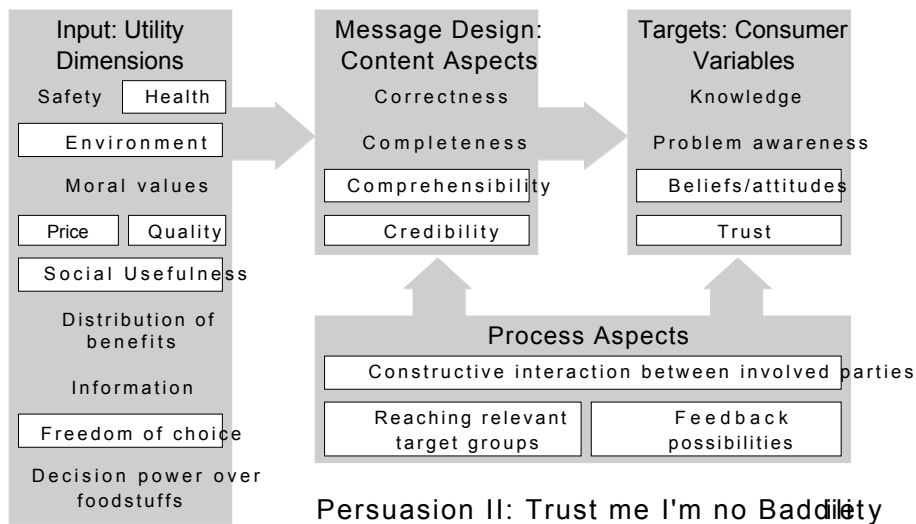 Input: Utility
Dimensions
Safety
Health
Environment
Moral values
Price
Quality
Social Usefulness
Distribution of
benefits
Information
Freedom of choice
Decision power over
foodstuffs
Message Design:
Content Aspects
Correctness
Completeness
Comprehensibility
Credibility
Targets: Consumer
Variables
Knowledge
Problem awareness
Beliefs/attitudes
Trust
Process Aspects
Constructive interaction between involved parties
Reaching relevant
target groups
Feedback
possibilities
Persuasion II: Trust me I'm no